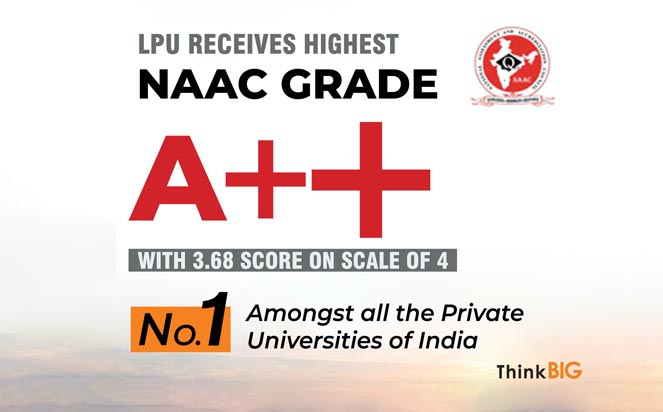 LPU RECEIVES HIGHEST
NAAC GRADE
NAAC
A++
WITH 3.68 SCORE ON SCALE OF 4
No.1 Amongst all the Private
Universities of India
ThinkBIG